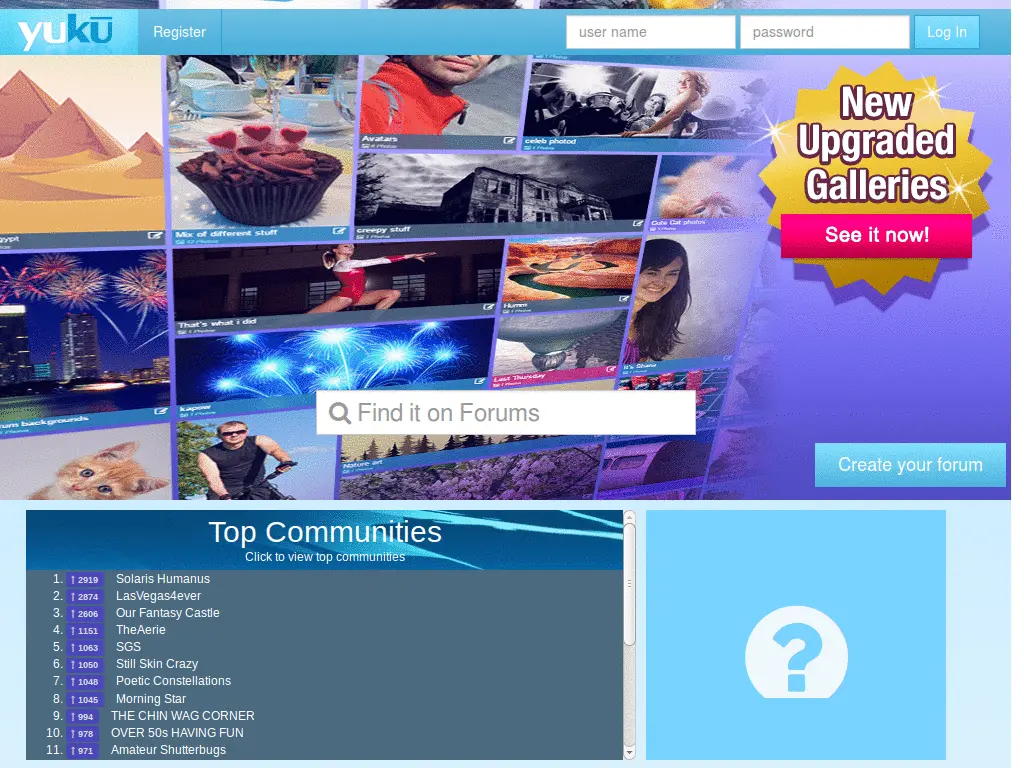 yukū
Register
user name
password
Log In
New
Upgraded
Galleries
See it now!
Avatars
celeb photod
Mix of different stuff
creepy stuff
Cute Cat photos
That's what i did
Humm
Last Thursday
It's Shana
kapow
backgrounds
Nature art
Find it on Forums
Create your forum
Top Communities
Click to view top communities
1. 2919 Solaris Humanus
2. 2874 LasVegas4ever
3. 2606 Our Fantasy Castle
4. 1151 TheAerie
5. 1063 SGS
6. 1050 Still Skin Crazy
7. 1048 Poetic Constellations
8. 1045 Morning Star
9. 994 THE CHIN WAG CORNER
10. 978 OVER 50s HAVING FUN
11. 971 Amateur Shutterbugs
?